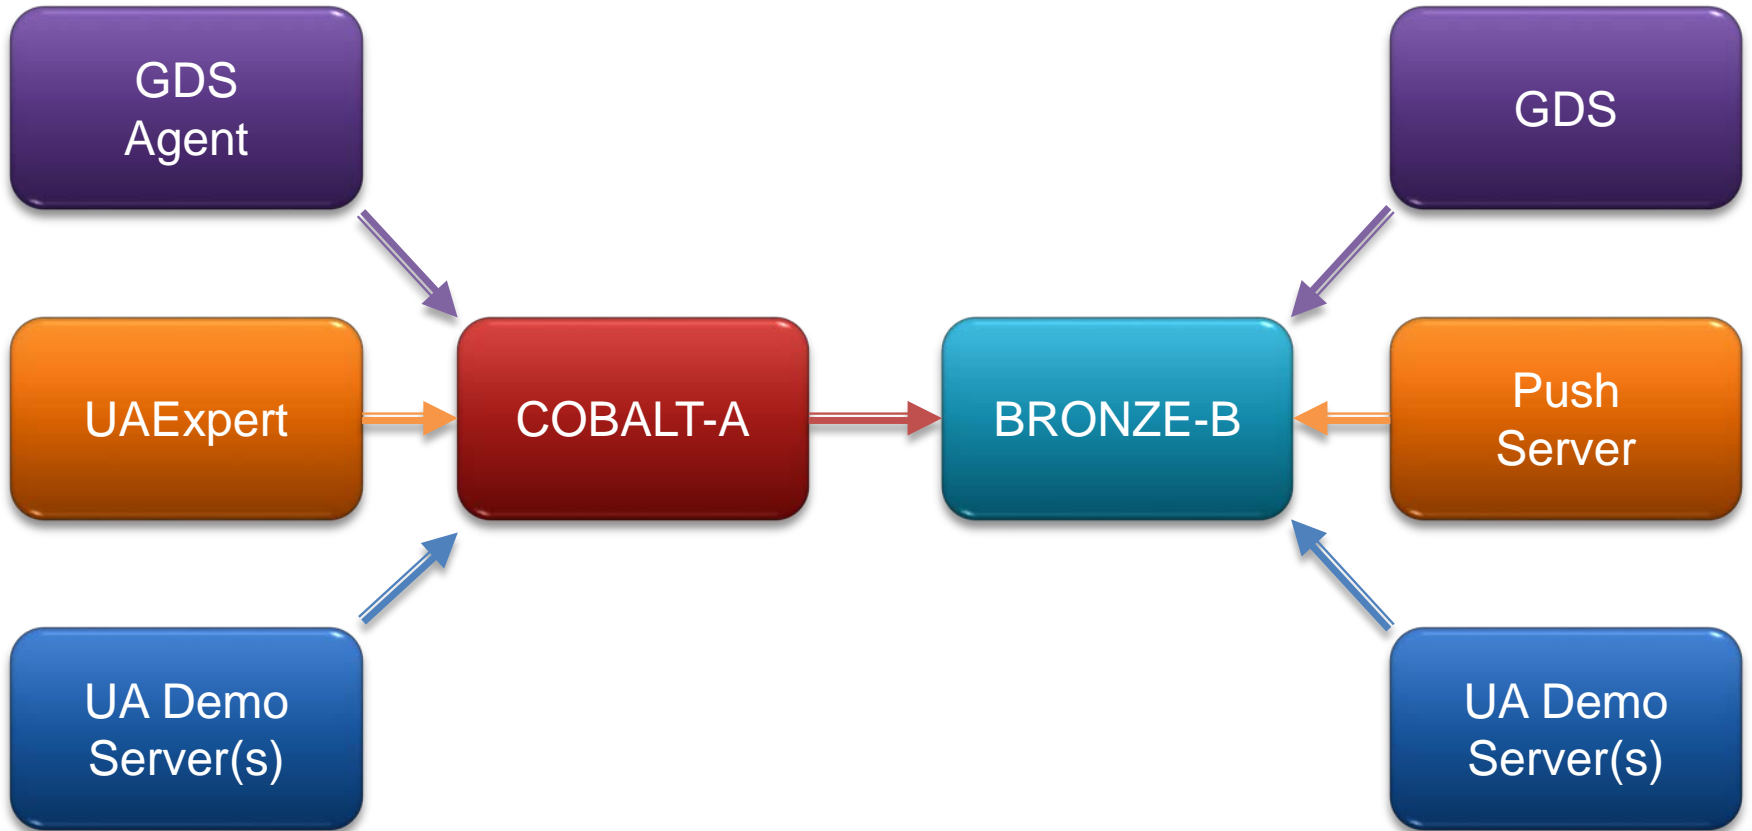 GDS
Agent
GDS
UAExpert
COBALT-A
BRONZE-B
Push
Server
UA Demo
Server(s)
UA Demo
Server(s)